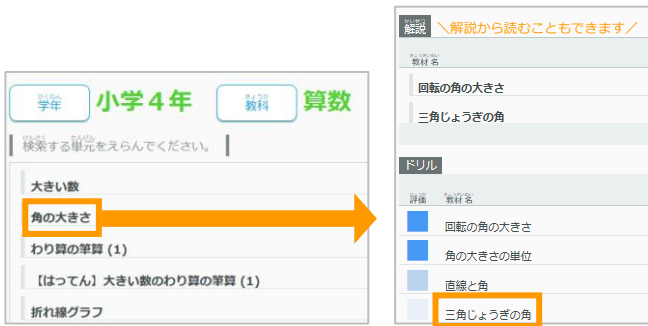 学年 小学４年 教科 算数
検索する単元をえらんでください。
大きい数
角の大きさ
わり算の筆算 (1)
【はってん】大きい数のわり算の筆算 (1)
折れ線グラフ
解説 ＼解説から読むこともできます／
教材名
回転の角の大きさ
三角じょうぎの角
ドリル
評価 教材名
回転の角の大きさ
角の大きさの単位
直線と角
三角じょうぎの角